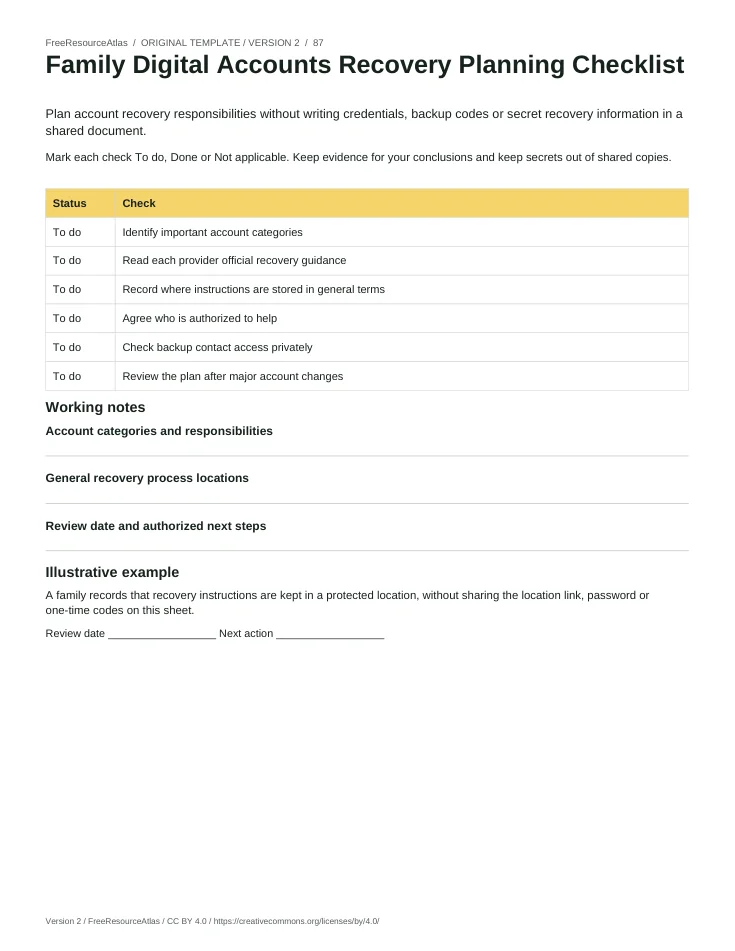 FreeResourceAtlas / ORIGINAL TEMPLATE / VERSION 2 / 87
Family Digital Accounts Recovery Planning Checklist
Plan account recovery responsibilities without writing credentials, backup codes or secret recovery information in a
shared document.
Mark each check To do, Done or Not applicable. Keep evidence for your conclusions and keep secrets out of shared copies.
Status Check
To do Identify important account categories
To do Read each provider official recovery guidance
To do Record where instructions are stored in general terms
To do Agree who is authorized to help
To do Check backup contact access privately
To do Review the plan after major account changes
Working notes
Account categories and responsibilities
General recovery process locations
Review date and authorized next steps
Illustrative example
A family records that recovery instructions are kept in a protected location, without sharing the location link, password or
one-time codes on this sheet.
Review date __________________ Next action __________________
Version 2 / FreeResourceAtlas / CC BY 4.0 / https://creativecommons.org/licenses/by/4.0/